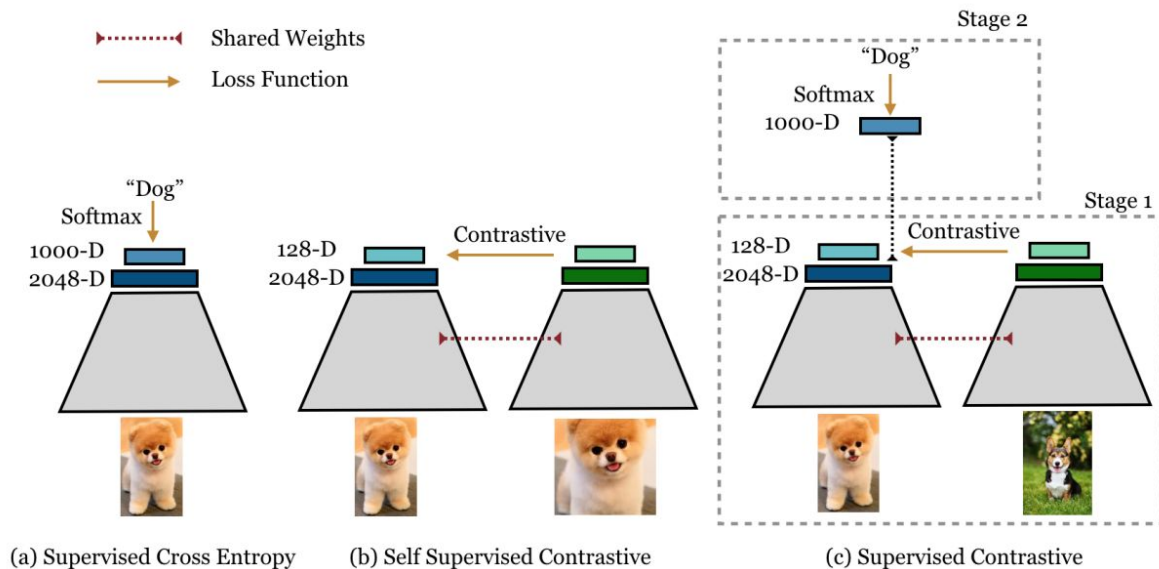 Shared Weights
Loss Function
"Dog"
Softmax
1000-D
2048-D
(a) Supervised Cross Entropy
128-D
Contrastive
2048-D
(b) Self Supervised Contrastive
Stage 2
"Dog"
Softmax
1000-D
Stage 1
128-D
Contrastive
2048-D
(c) Supervised Contrastive